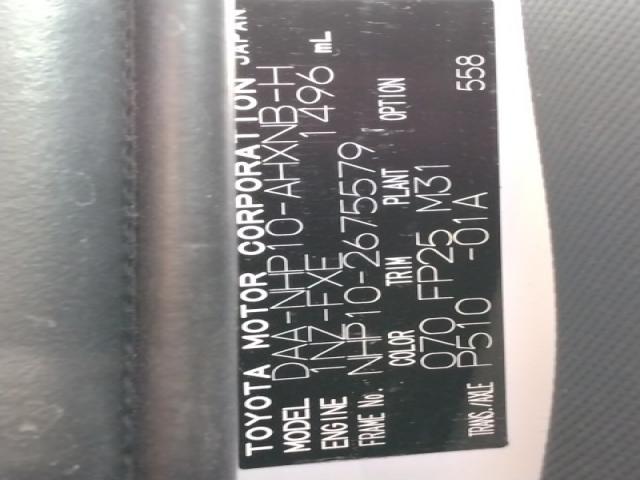 TOYOTA MOTOR CORPORATION JAPAN
MODEL DAA-NHP10-AHXNB-H
ENGINE 1NZ-FXE 1496 mL
FRAME No. NHP10-2675579
COLOR TRIM PLANT OPTION
070 FP25 M31
TRANS./AXLE P510 -01A 558